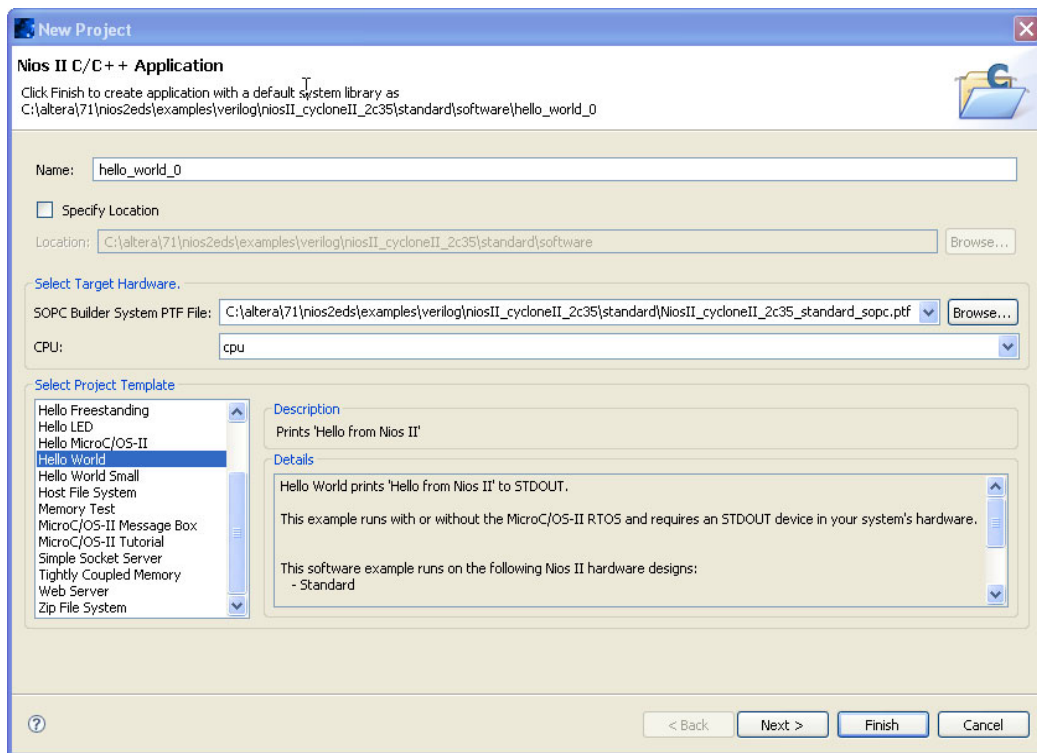 New Project
Nios II C/C++ Application
Click Finish to create application with a default system library as
C:\altera\71\nios2eds\examples\verilog\niosII_cycloneII_2c35\standard\software\hello_world_0
Name: hello_world_0
Specify Location
Location: C:\altera\71\nios2eds\examples\verilog\niosII_cycloneII_2c35\standard\software Browse...
Select Target Hardware.
SOPC Builder System PTF File: C:\altera\71\nios2eds\examples\verilog\niosII_cycloneII_2c35\standard\NiosII_cycloneII_2c35_standard_sopc.ptf Browse...
CPU: cpu
Select Project Template
Hello Freestanding
Hello LED
Hello MicroC/OS-II
Hello World
Hello World Small
Host File System
Memory Test
MicroC/OS-II Message Box
MicroC/OS-II Tutorial
Simple Socket Server
Tightly Coupled Memory
Web Server
Zip File System
Description
Prints 'Hello from Nios II'
Details
Hello World prints 'Hello from Nios II' to STDOUT.
This example runs with or without the MicroC/OS-II RTOS and requires an STDOUT device in your system's hardware.
This software example runs on the following Nios II hardware designs:
- Standard
? < Back Next > Finish Cancel